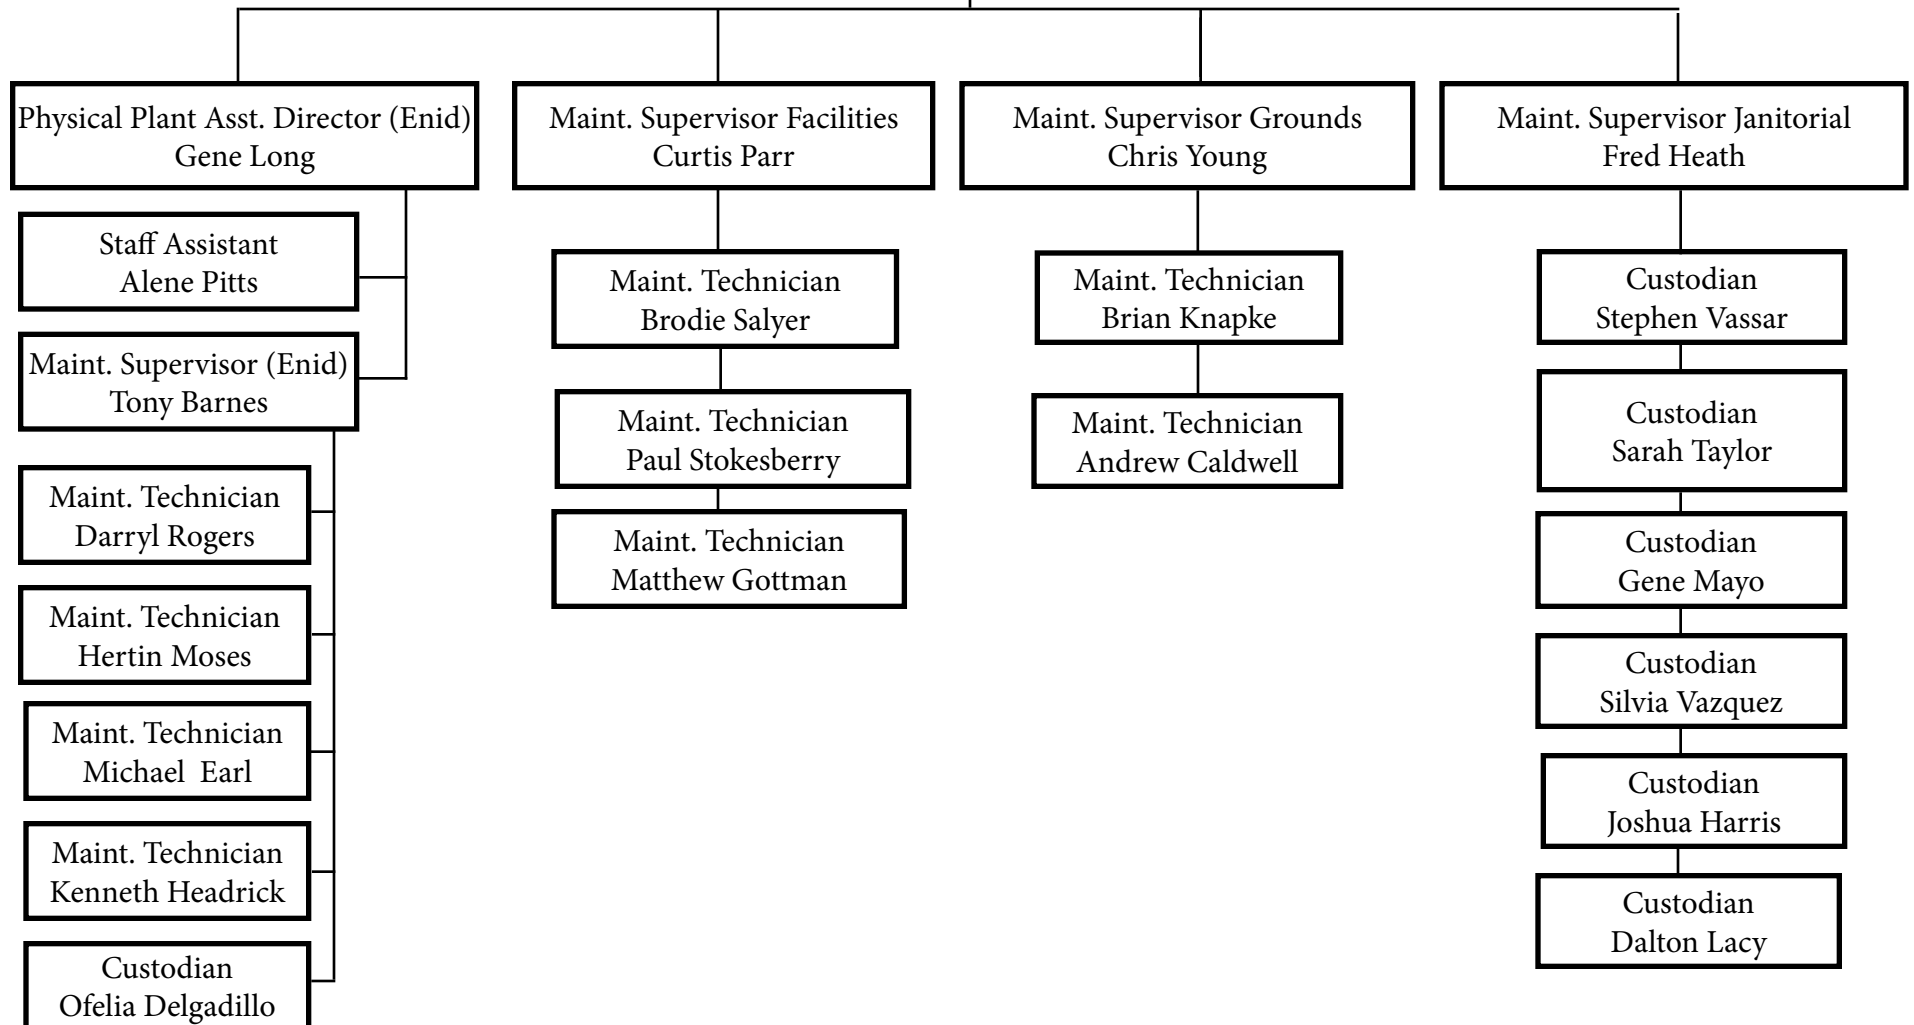 Physical Plant Asst. Director (Enid)
Gene Long
Staff Assistant
Alene Pitts
Maint. Supervisor (Enid)
Tony Barnes
Maint. Technician
Darryl Rogers
Maint. Technician
Hertin Moses
Maint. Technician
Michael  Earl
Maint. Technician
Kenneth Headrick
Custodian
Ofelia Delgadillo
Maint. Supervisor Facilities
Curtis Parr
Maint. Technician
Brodie Salyer
Maint. Technician
Paul Stokesberry
Maint. Technician
Matthew Gottman
Maint. Supervisor Grounds
Chris Young
Maint. Technician
Brian Knapke
Maint. Technician
Andrew Caldwell
Maint. Supervisor Janitorial
Fred Heath
Custodian
Stephen Vassar
Custodian
Sarah Taylor
Custodian
Gene Mayo
Custodian
Silvia Vazquez
Custodian
Joshua Harris
Custodian
Dalton Lacy